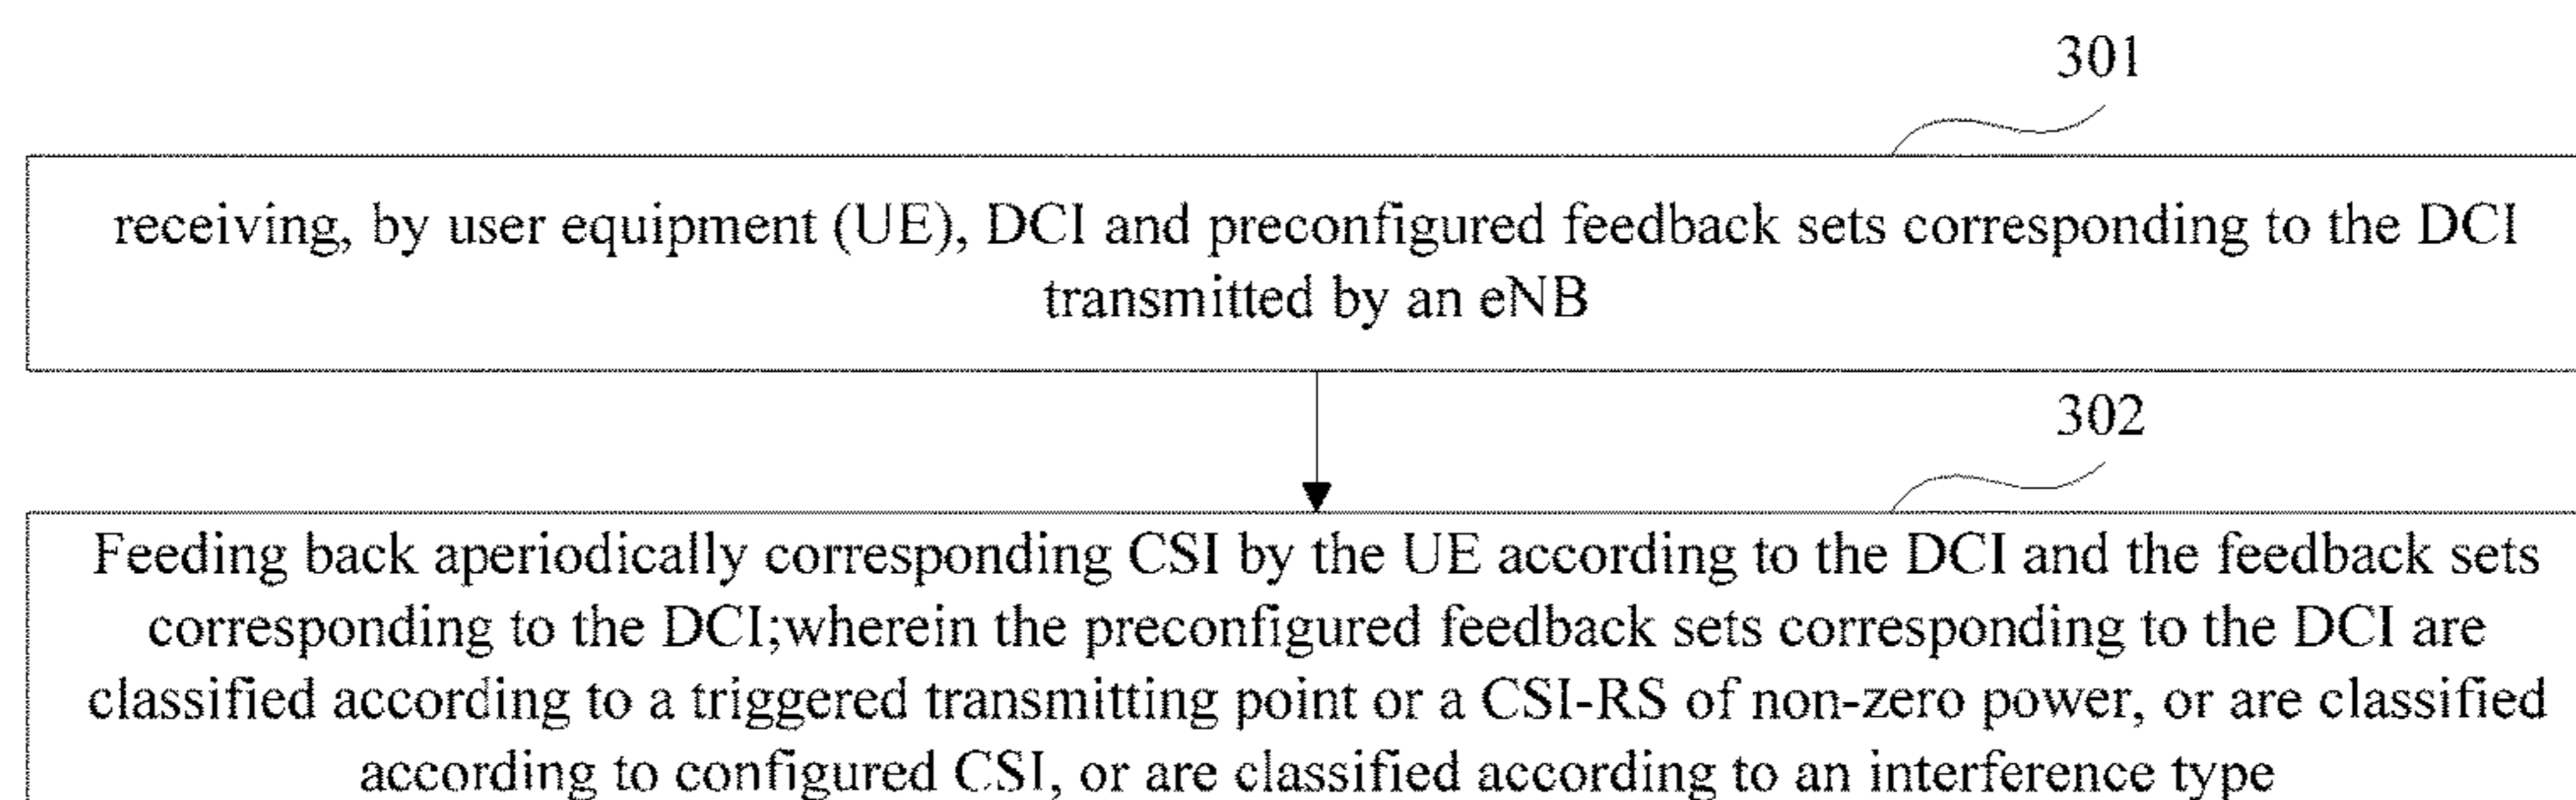 301
receiving, by user equipment (UE), DCI and preconfigured feedback sets corresponding to the DCI
transmitted by an eNB
302
Feeding back aperiodically corresponding CSI by the UE according to the DCI and the feedback sets
corresponding to the DCI;wherein the preconfigured feedback sets corresponding to the DCI are
classified according to a triggered transmitting point or a CSI-RS of non-zero power, or are classified
according to configured CSI, or are classified according to an interference type